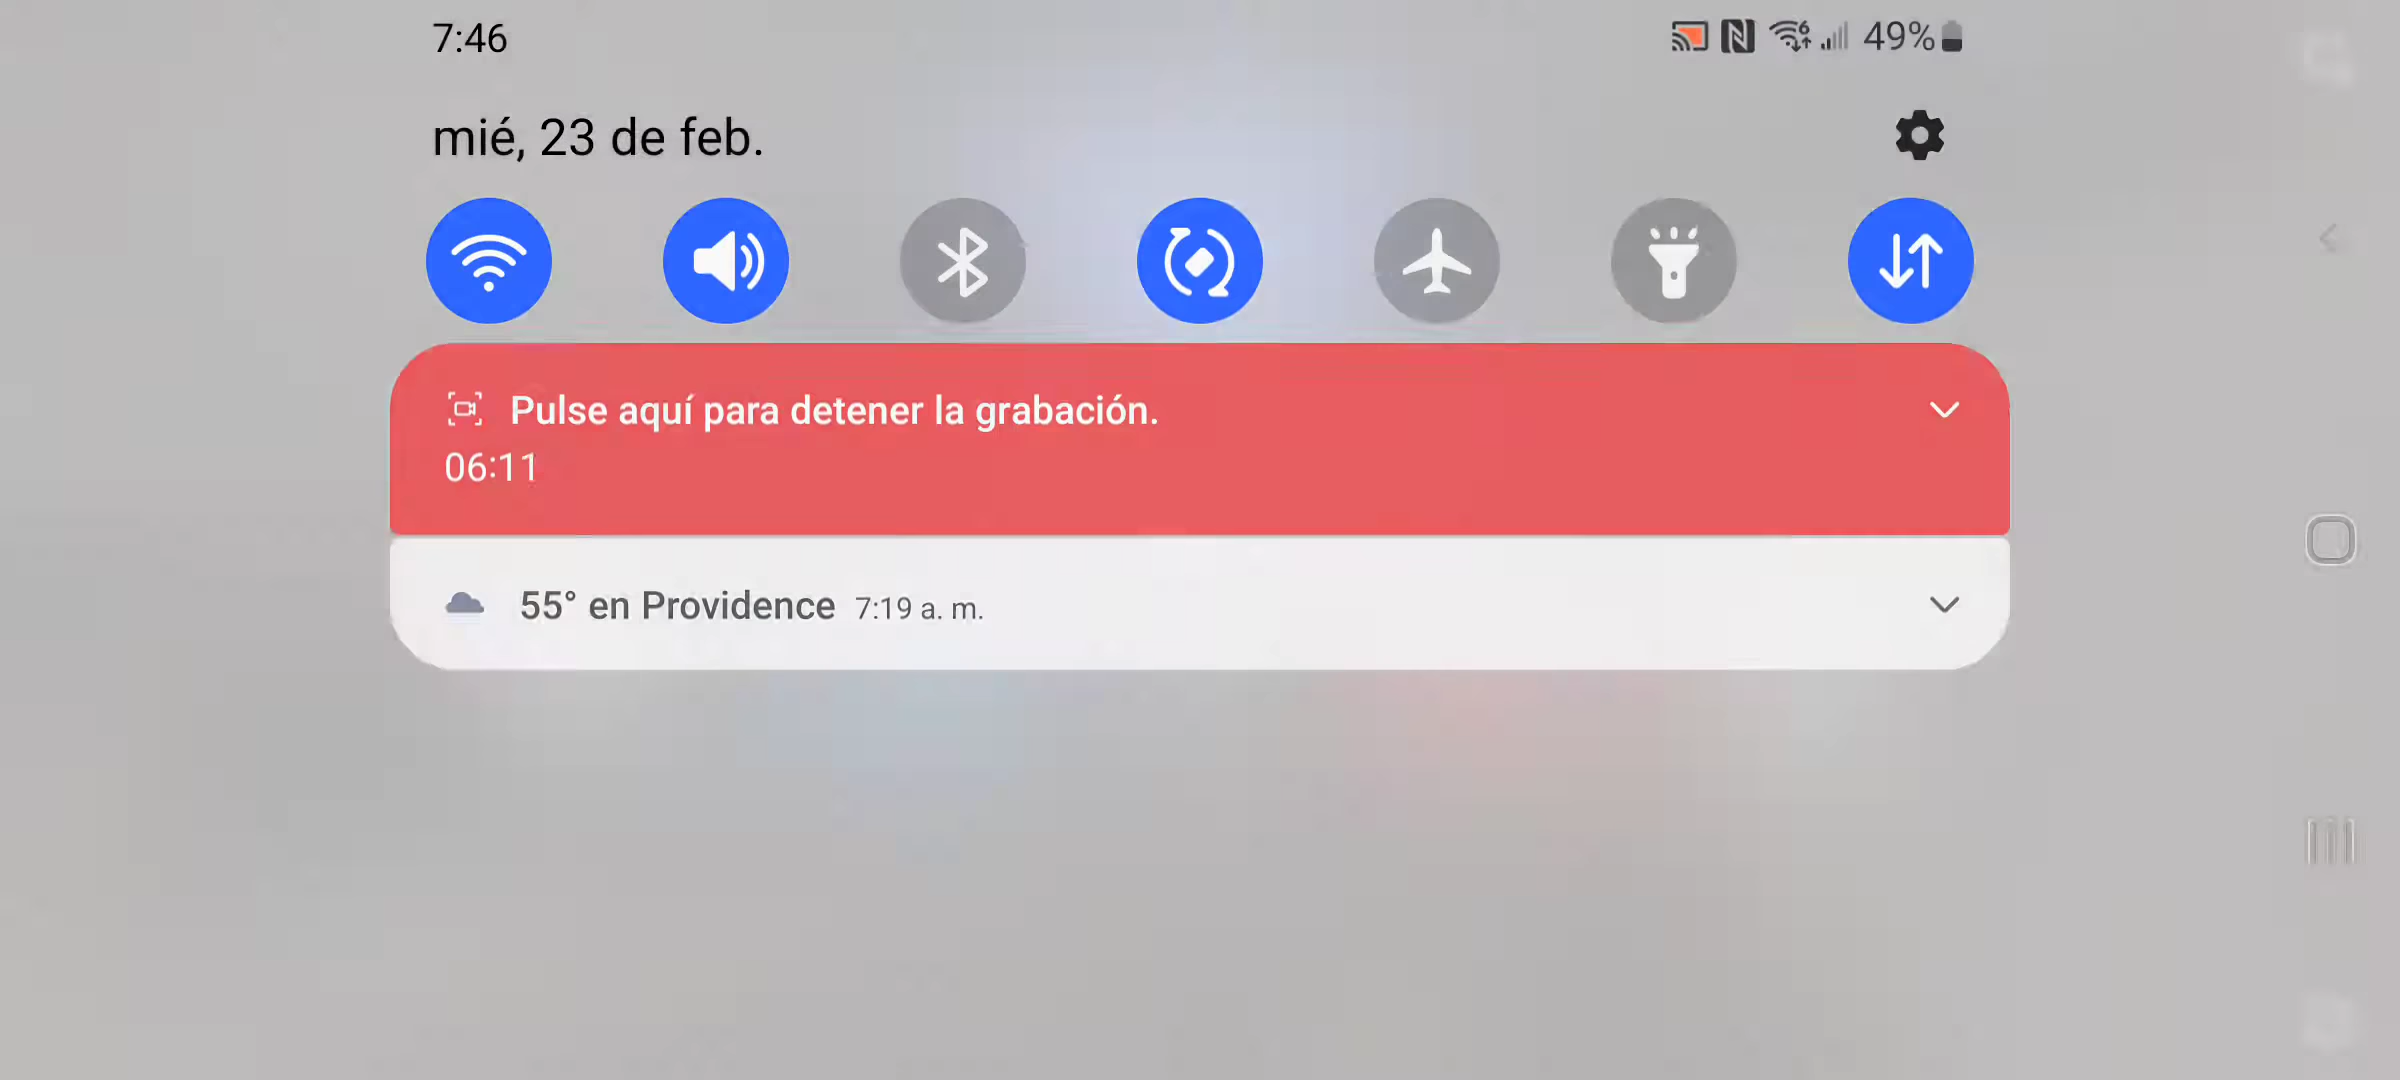 7:46
49%
mié, 23 de feb.
Pulse aquí para detener la grabación.
06:11
55° en Providence 7:19 a. m.